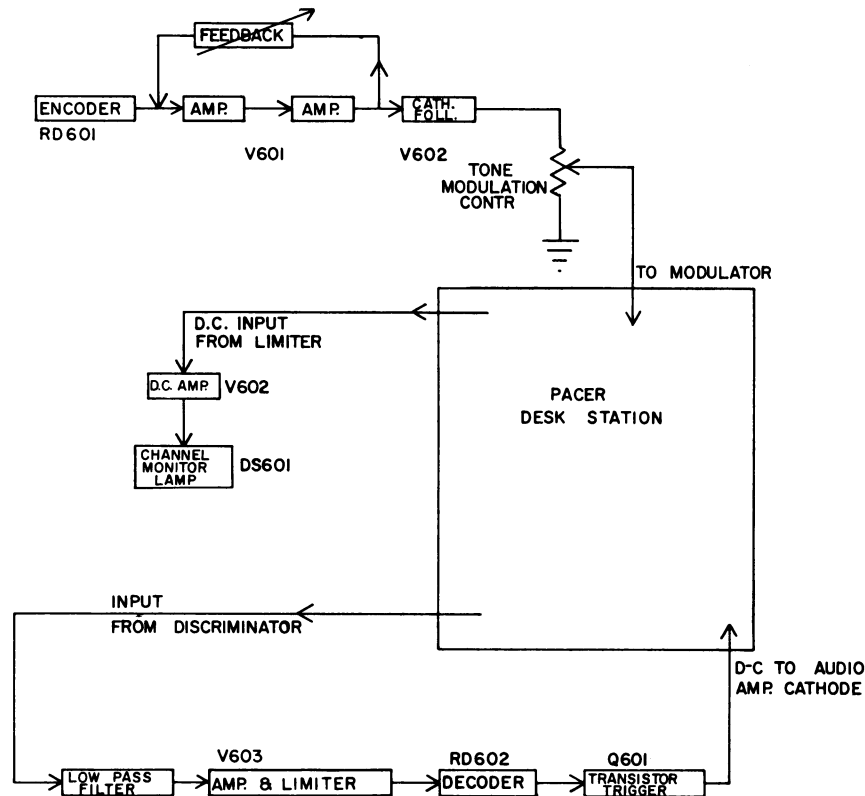 FEEDBACK
ENCODER
RD601
AMP.
AMP.
CATH.
FOLL.
V601
V602
TONE
MODULATION
CONTR
TO MODULATOR
D.C. INPUT
FROM LIMITER
D.C. AMP.
V602
CHANNEL
MONITOR
LAMP
DS601
PACER
DESK STATION
INPUT
FROM DISCRIMINATOR
D-C TO AUDIO
AMP. CATHODE
V603
RD602
Q601
LOW PASS
FILTER
AMP. & LIMITER
DECODER
TRANSISTOR
TRIGGER